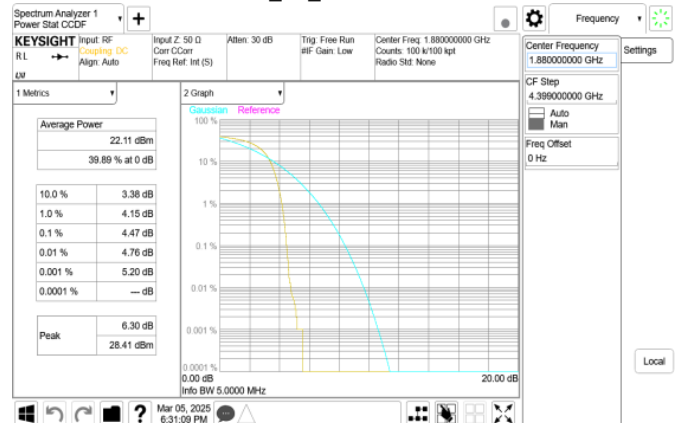 Spectrum Analyzer 1
Power Stat CCDF
Frequency
KEYSIGHT
RL
Input: RF
Coupling: DC
Align: Auto
Input Z: 50 Ω
Corr CCorr
Freq Ref: Int (S)
Atten: 30 dB
Trig: Free Run
#IF Gain: Low
Center Freq: 1.880000000 GHz
Counts: 100 k/100 kpt
Radio Std: None
Center Frequency
1.880000000 GHz
Settings
CF Step
4.399000000 GHz
Auto
Man
Freq Offset
0 Hz
1 Metrics
Average Power
22.11 dBm
39.89 % at 0 dB
10.0 % 3.38 dB
1.0 % 4.15 dB
0.1 % 4.47 dB
0.01 % 4.76 dB
0.001 % 5.20 dB
0.0001 % --- dB
Peak
6.30 dB
28.41 dBm
2 Graph
Gaussian Reference
100 %
10 %
1 %
0.1 %
0.01 %
0.001 %
0.0001 %
0.00 dB 20.00 dB
Info BW 5.0000 MHz
Local
?
Mar 05, 2025
6:31:09 PM